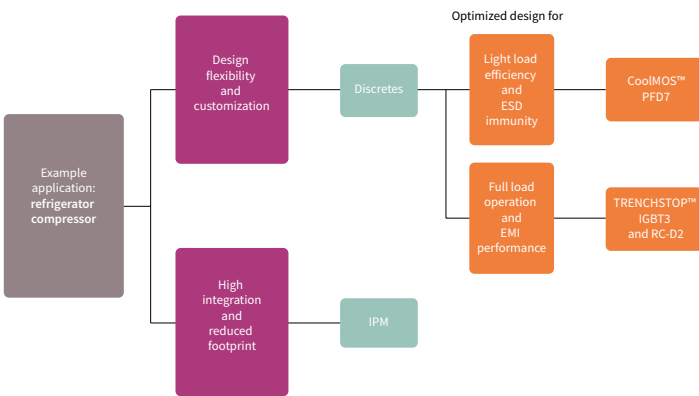 Optimized design for
Example
application:
refrigerator
compressor
Design
flexibility
and
customization
Discretes
Light load
efficiency
and
ESD
immunity
CoolMOS™
PFD7
Full load
operation
and
EMI
performance
TRENCHSTOP™
IGBT3
and RC-D2
High
integration
and
reduced
footprint
IPM